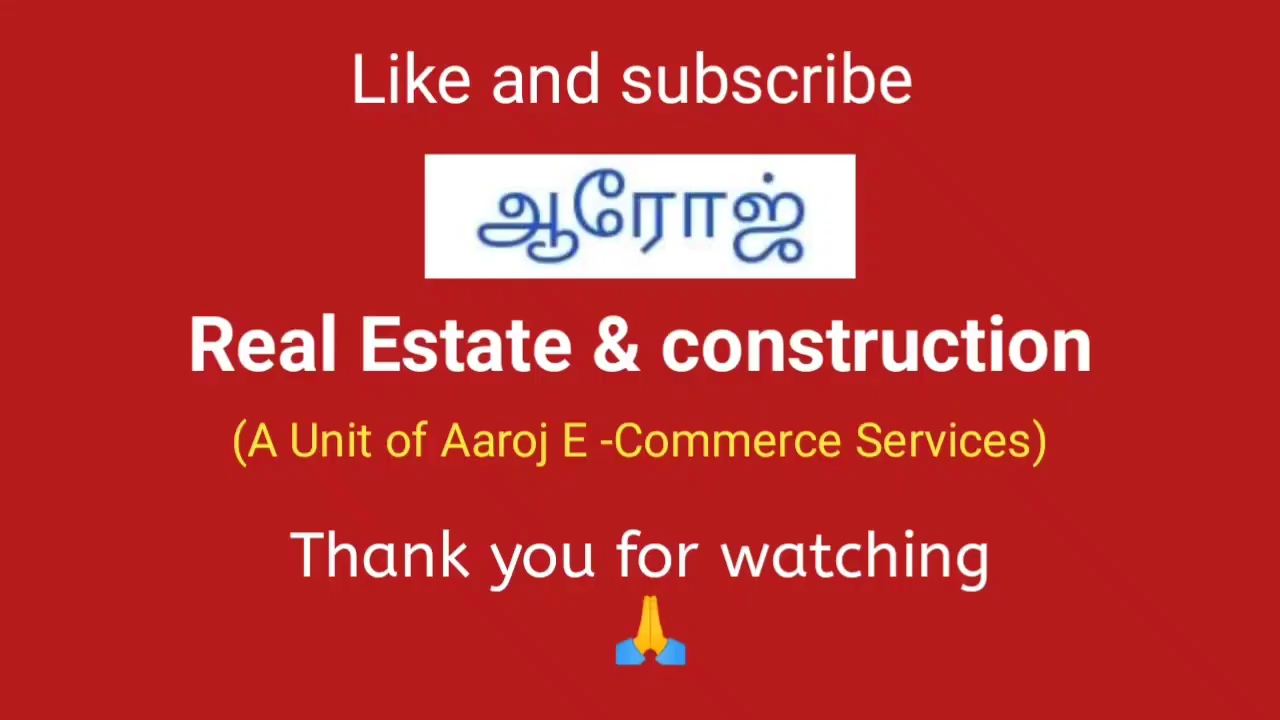 Like and subscribe
ஆரோஜ்
Real Estate & construction
(A Unit of Aaroj E -Commerce Services)
Thank you for watching
🙏